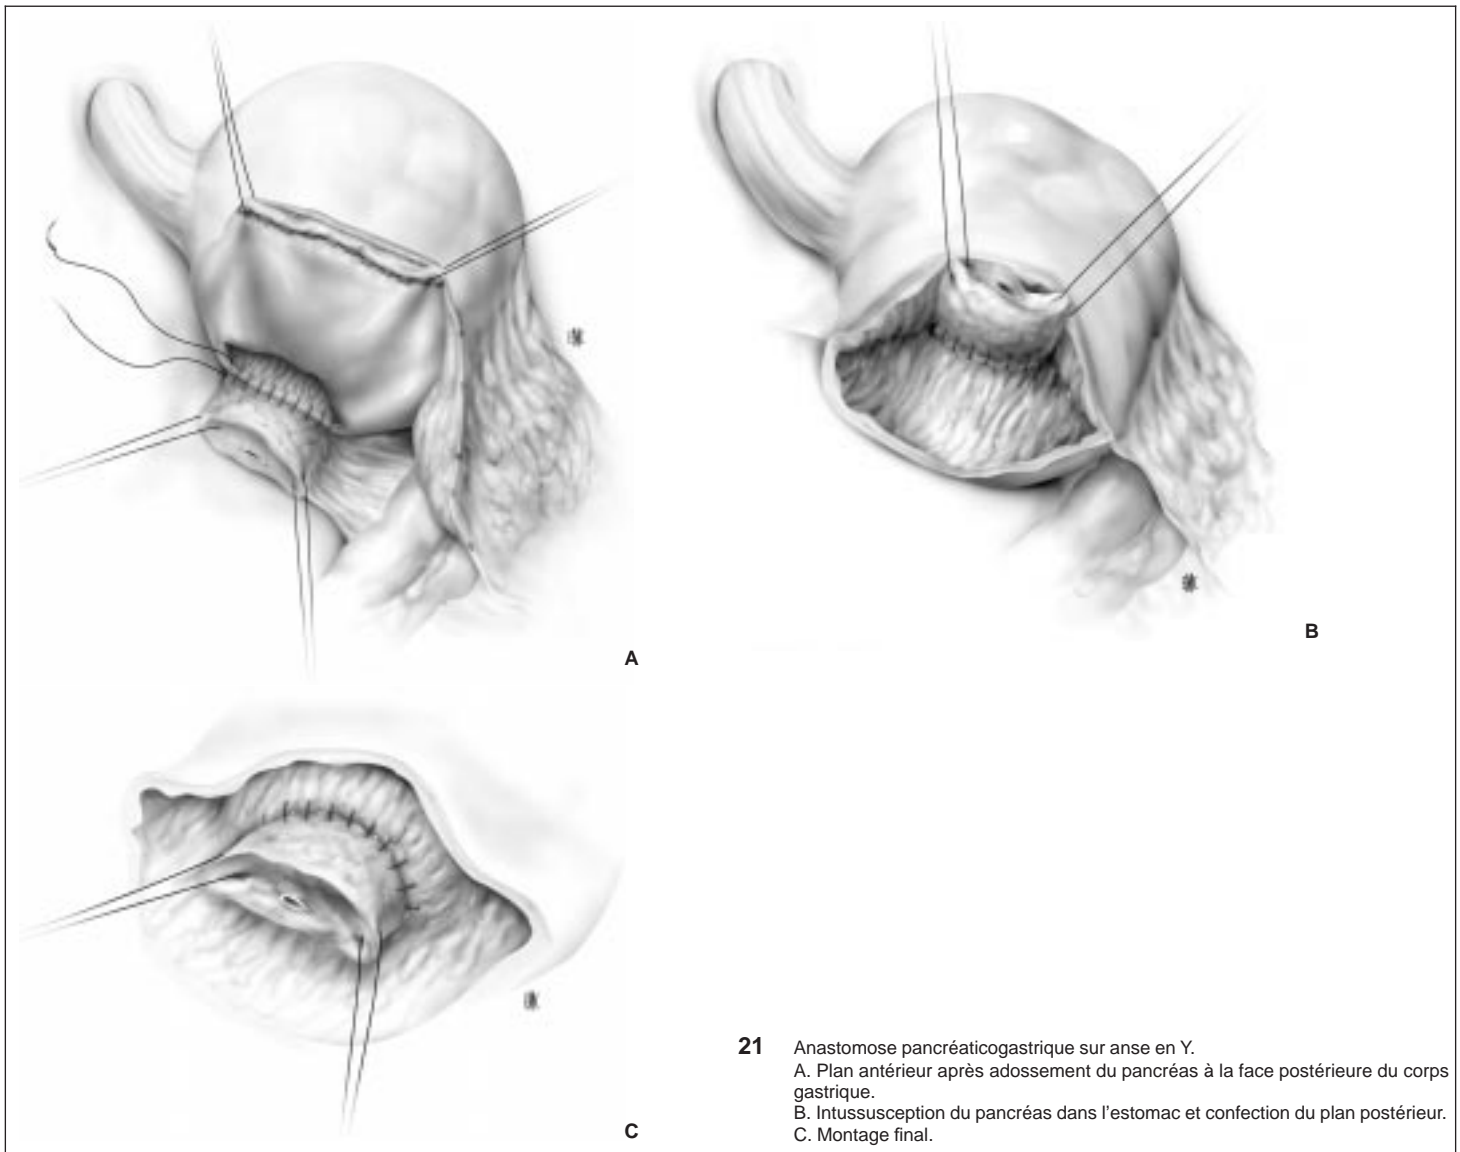 A
B
C
21 Anastomose pancréaticogastrique sur anse en Y.
A. Plan antérieur après adossement du pancréas à la face postérieure du corps
gastrique.
B. Intussusception du pancréas dans l'estomac et confection du plan postérieur.
C. Montage final.